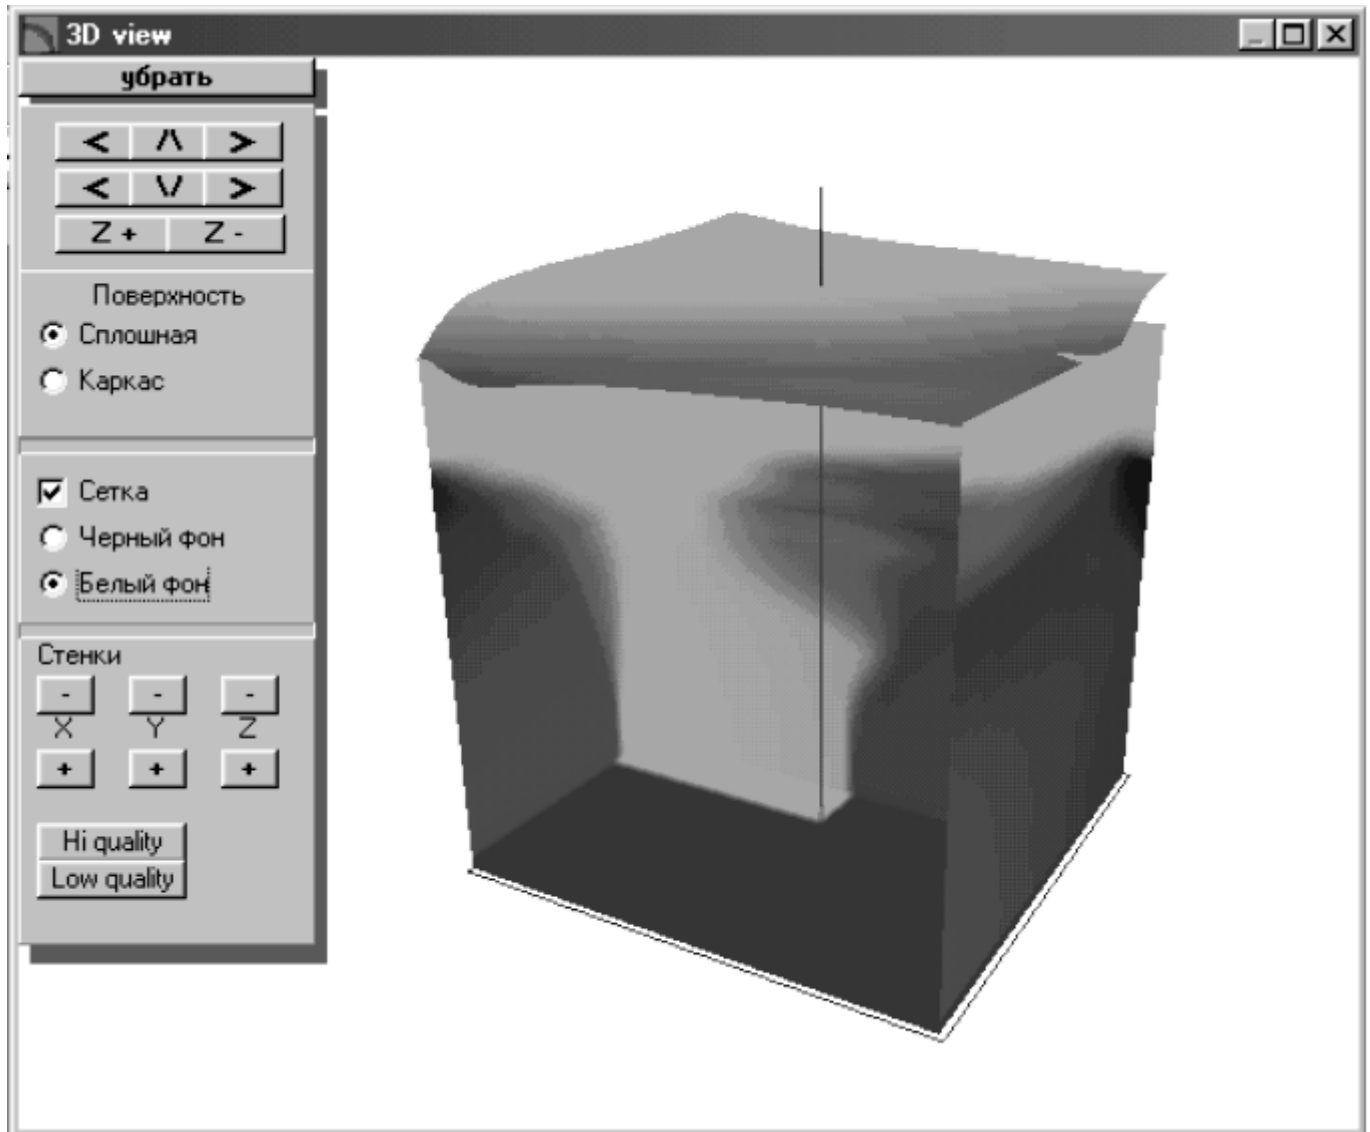 3D view
убрать
< /\ >
< \/ >
Z + Z -
Поверхность
Сплошная
Каркас
Сетка
Черный фон
Белый фон
Стенки
- - -
X Y Z
+ + +
Hi quality
Low quality